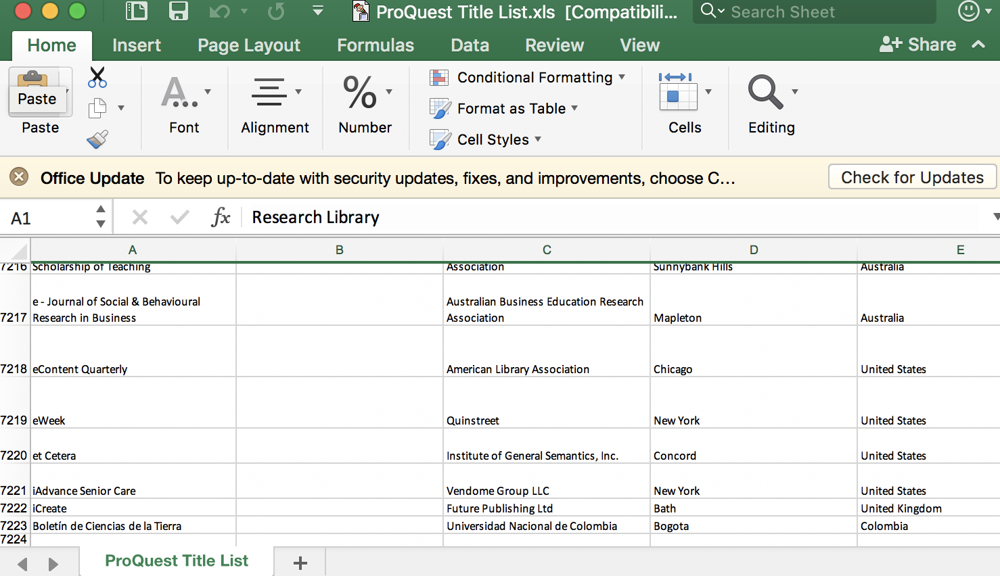 ProQuest Title List.xls [Compatibili...
Search Sheet
Home Insert Page Layout Formulas Data Review View Share
Paste
Paste
Font
Alignment
%
Number
Conditional Formatting
Format as Table
Cell Styles
Cells
Editing
Office Update To keep up-to-date with security updates, fixes, and improvements, choose C...
Check for Updates
A1 fx Research Library
A B C D E
7216 Scholarship of Teaching Association Sunnybank Hills Australia
e - Journal of Social & Behavioural Australian Business Education Research
7217 Research in Business Association Mapleton Australia
7218 eContent Quarterly American Library Association Chicago United States
7219 eWeek Quinstreet New York United States
7220 et Cetera Institute of General Semantics, Inc. Concord United States
7221 iAdvance Senior Care Vendome Group LLC New York United States
7222 iCreate Future Publishing Ltd Bath United Kingdom
7223 Boletín de Ciencias de la Tierra Universidad Nacional de Colombia Bogota Colombia
7224
ProQuest Title List